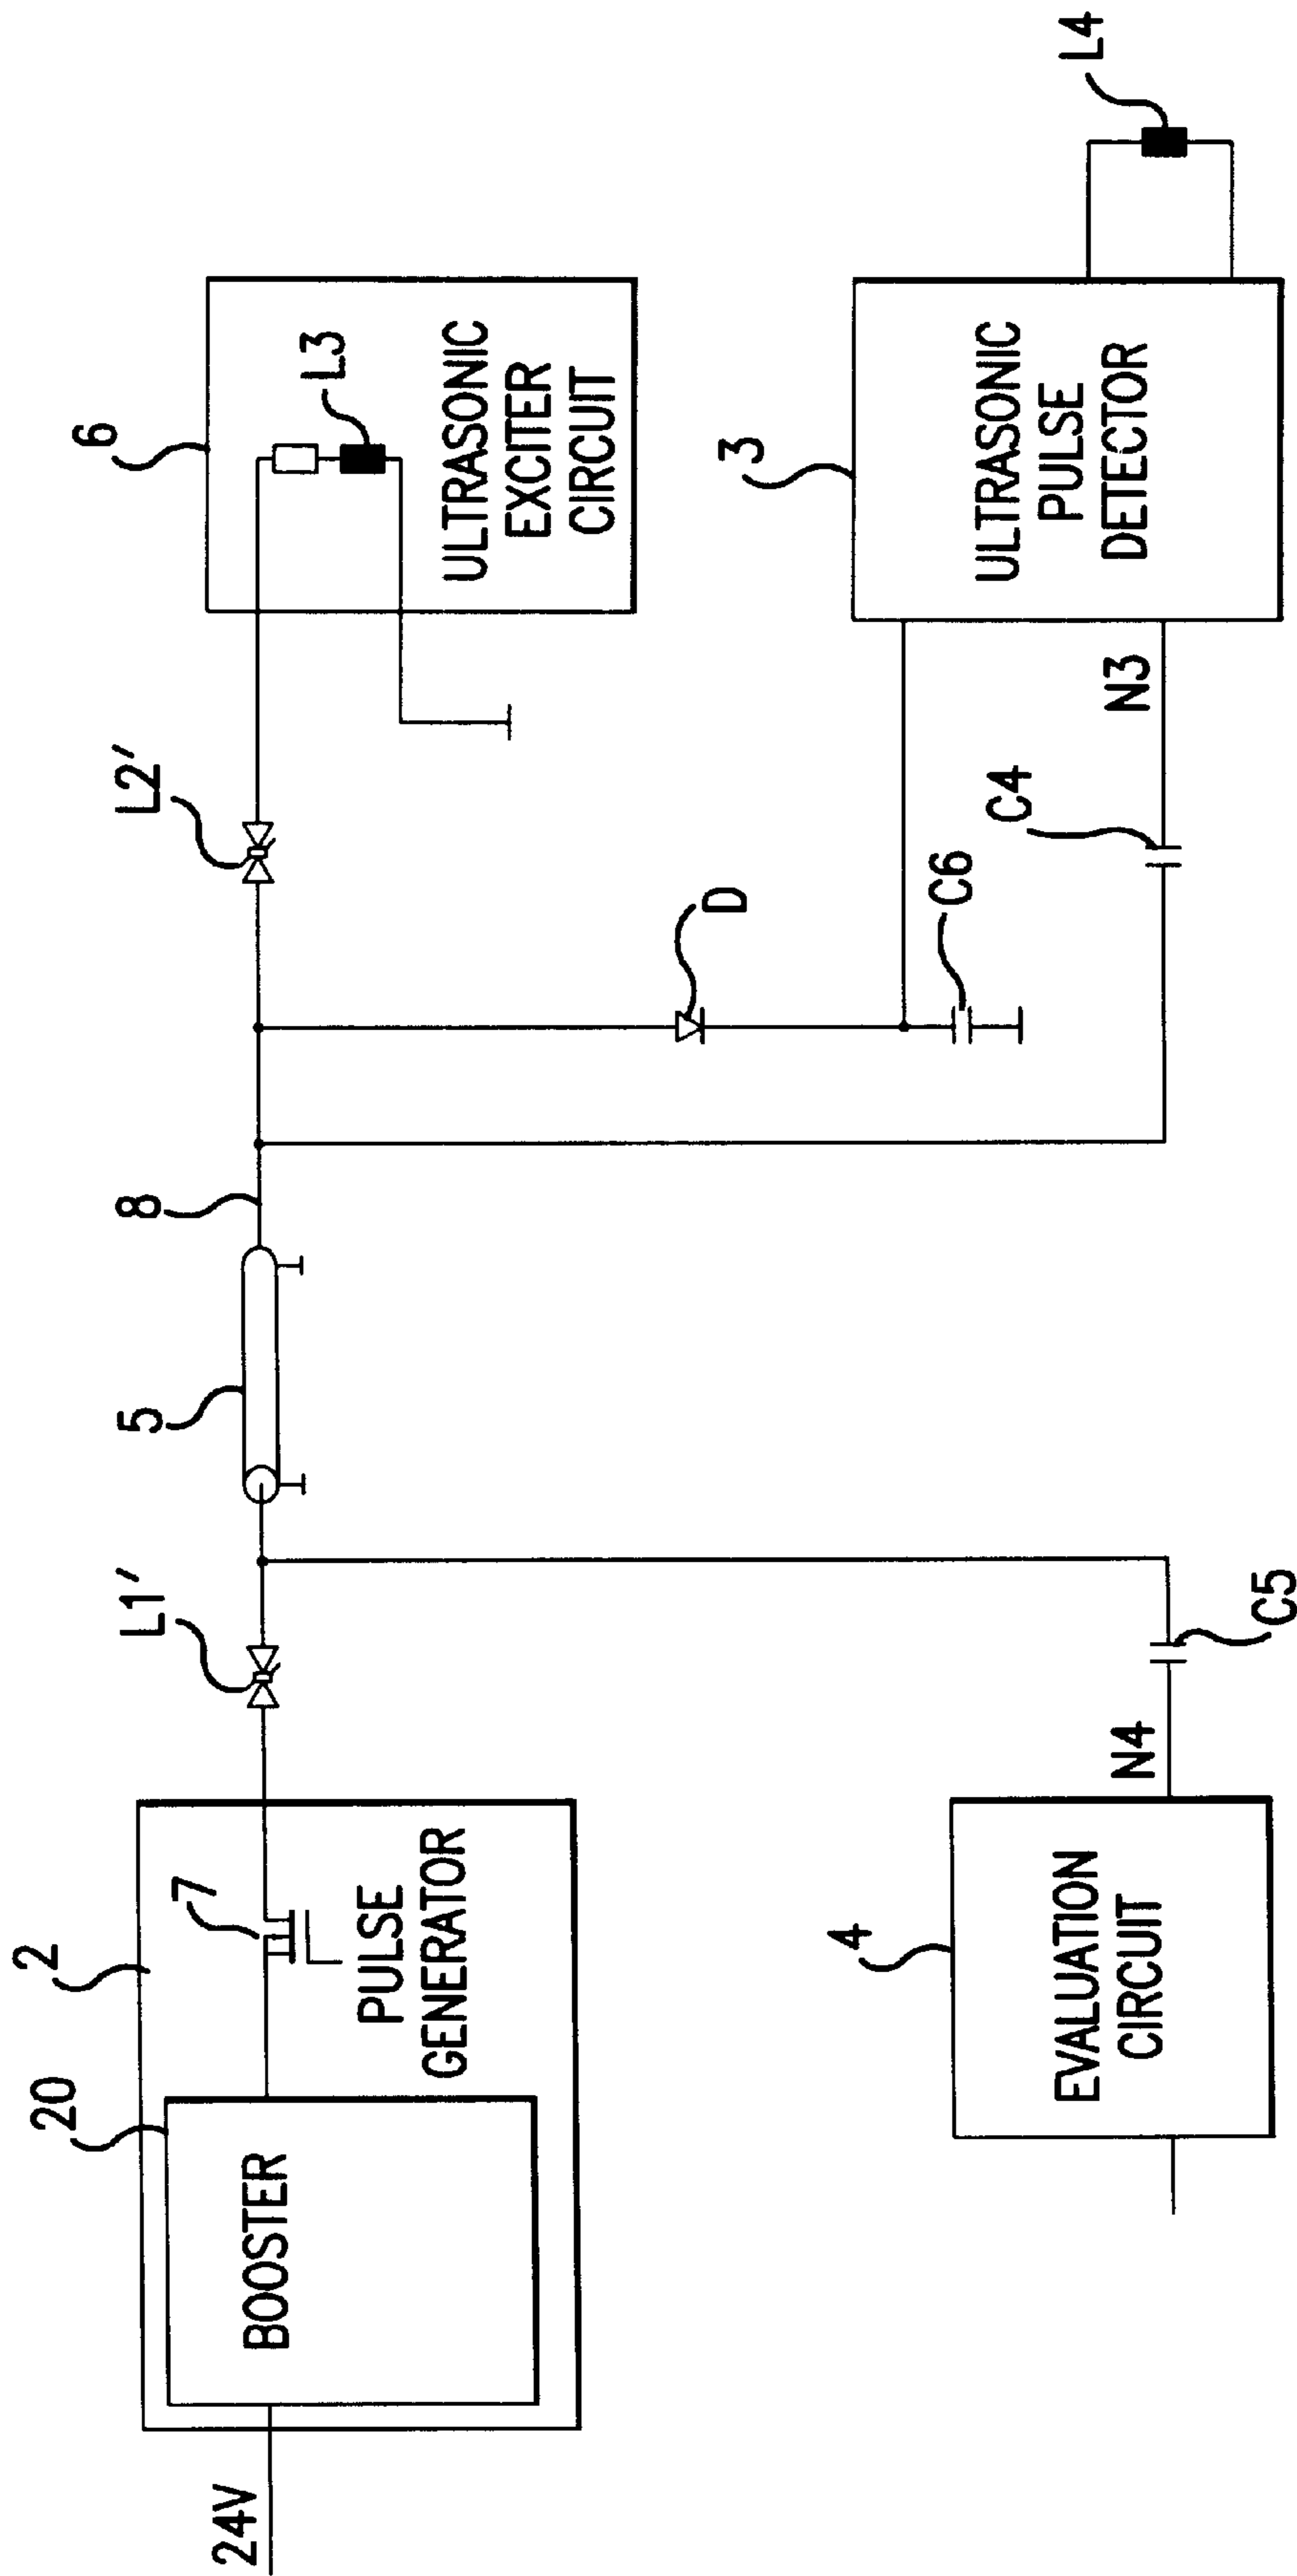 24V
20
BOOSTER
2
7
PULSE
GENERATOR
L1'
5
8
L2'
6
L3
ULTRASONIC
EXCITER
CIRCUIT
4
EVALUATION
CIRCUIT
N4
C5
D
C6
C4
N3
3
ULTRASONIC
PULSE
DETECTOR
L4